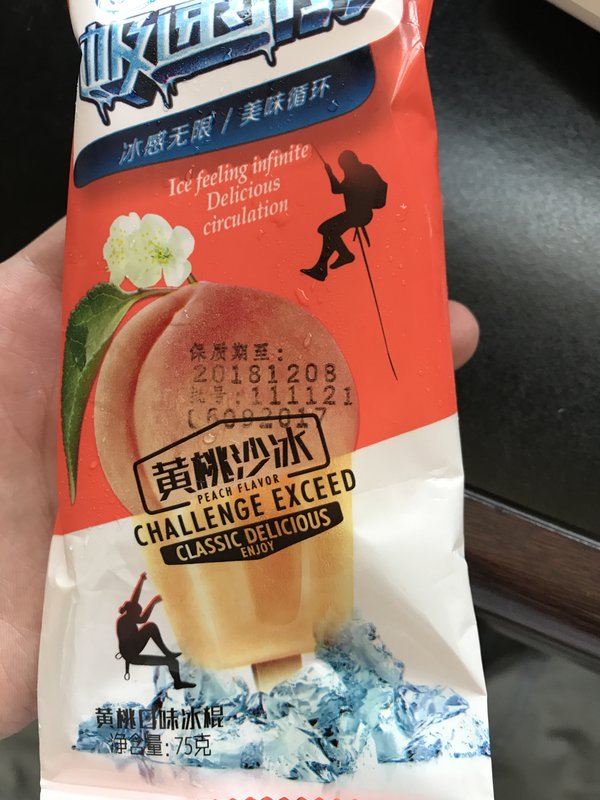 极速
冰感无限 / 美味循环
Ice feeling infinite
Delicious
circulation
保质期至：
20181208
批号：111121
黄桃沙冰
PEACH FLAVOR
CHALLENGE EXCEED
CLASSIC DELICIOUS
ENJOY
黄桃口味冰棍
净含量：75克